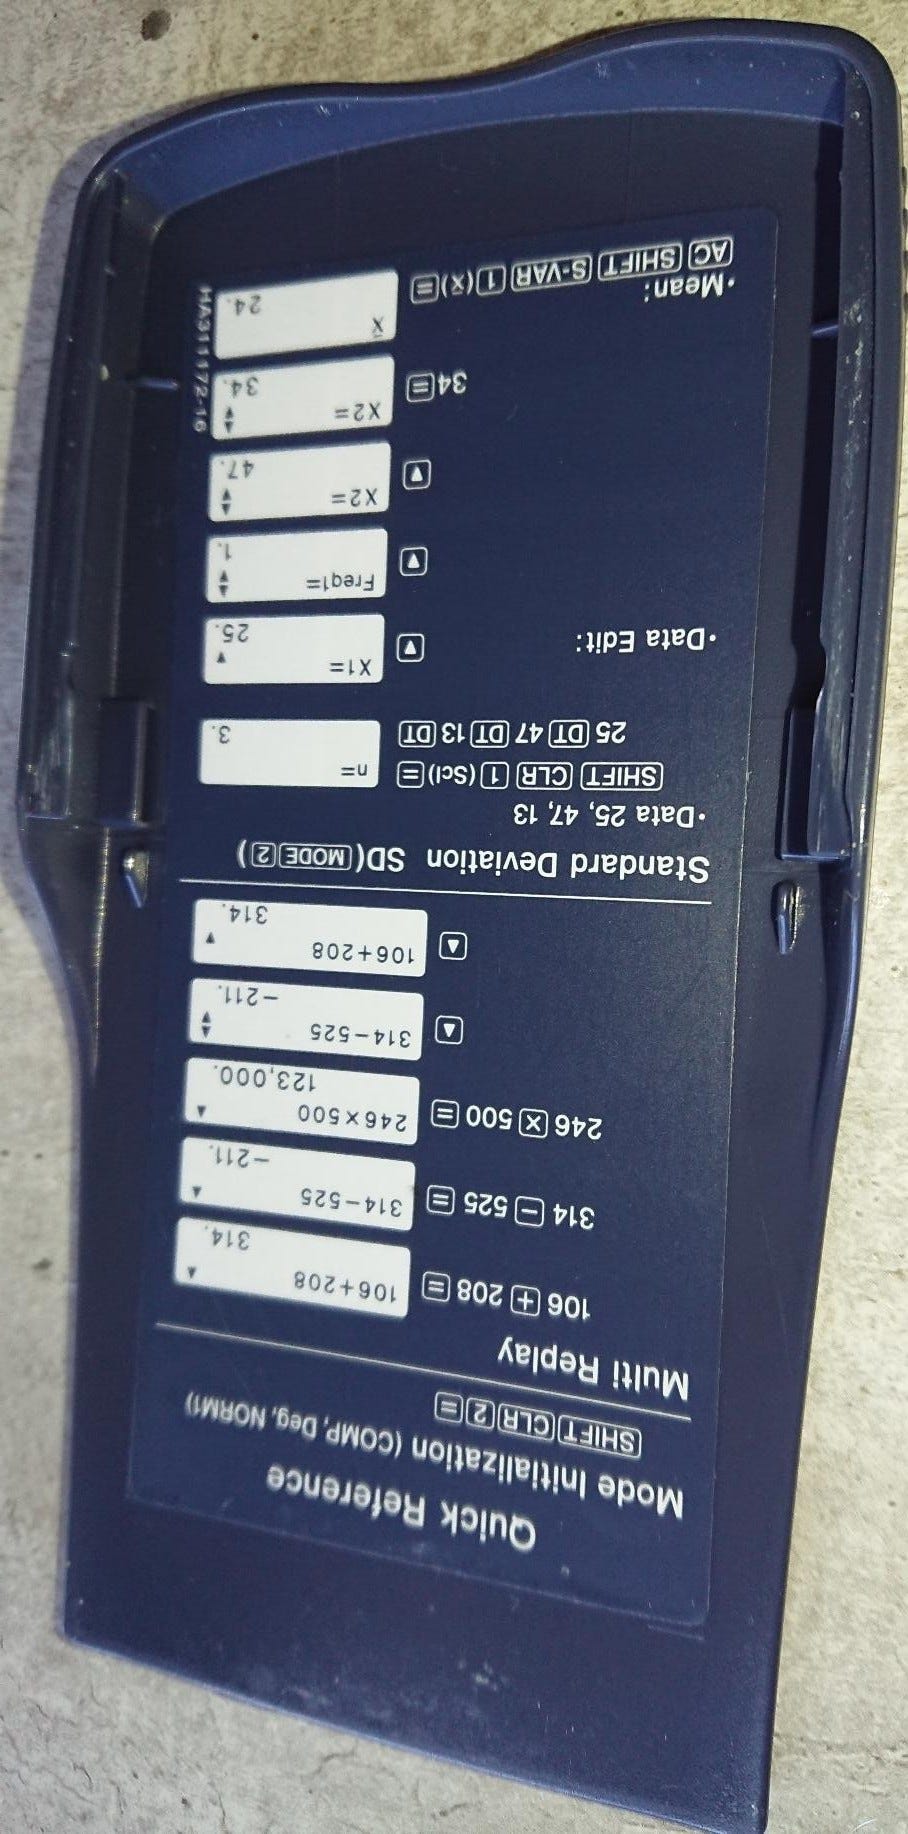 Quick Reference
Mode Initialization (COMP, Deg, NORM1)
SHIFT CLR 2 =
Multi Replay
106 + 208 = 106+208 ▲
314.
314 − 525 = 314−525 ▲
−211.
246 × 500 = 246×500 ▲
123,000.
▲ 314−525 ▲▼
−211.
▲ 106+208 ▼
314.
Standard Deviation SD( MODE 2 )
•Data 25, 47, 13
SHIFT CLR 1 (Scl) = n=
25 DT 47 DT 13 DT 3.
•Data Edit: ▼ X1= ▼
25.
▼ Freq1= ▲▼
1.
▼ X2= ▲▼
47.
34 = X2= ▲▼
34.
•Mean:
AC SHIFT S-VAR 1 (x̄) = x̄
24.
HA311172-16